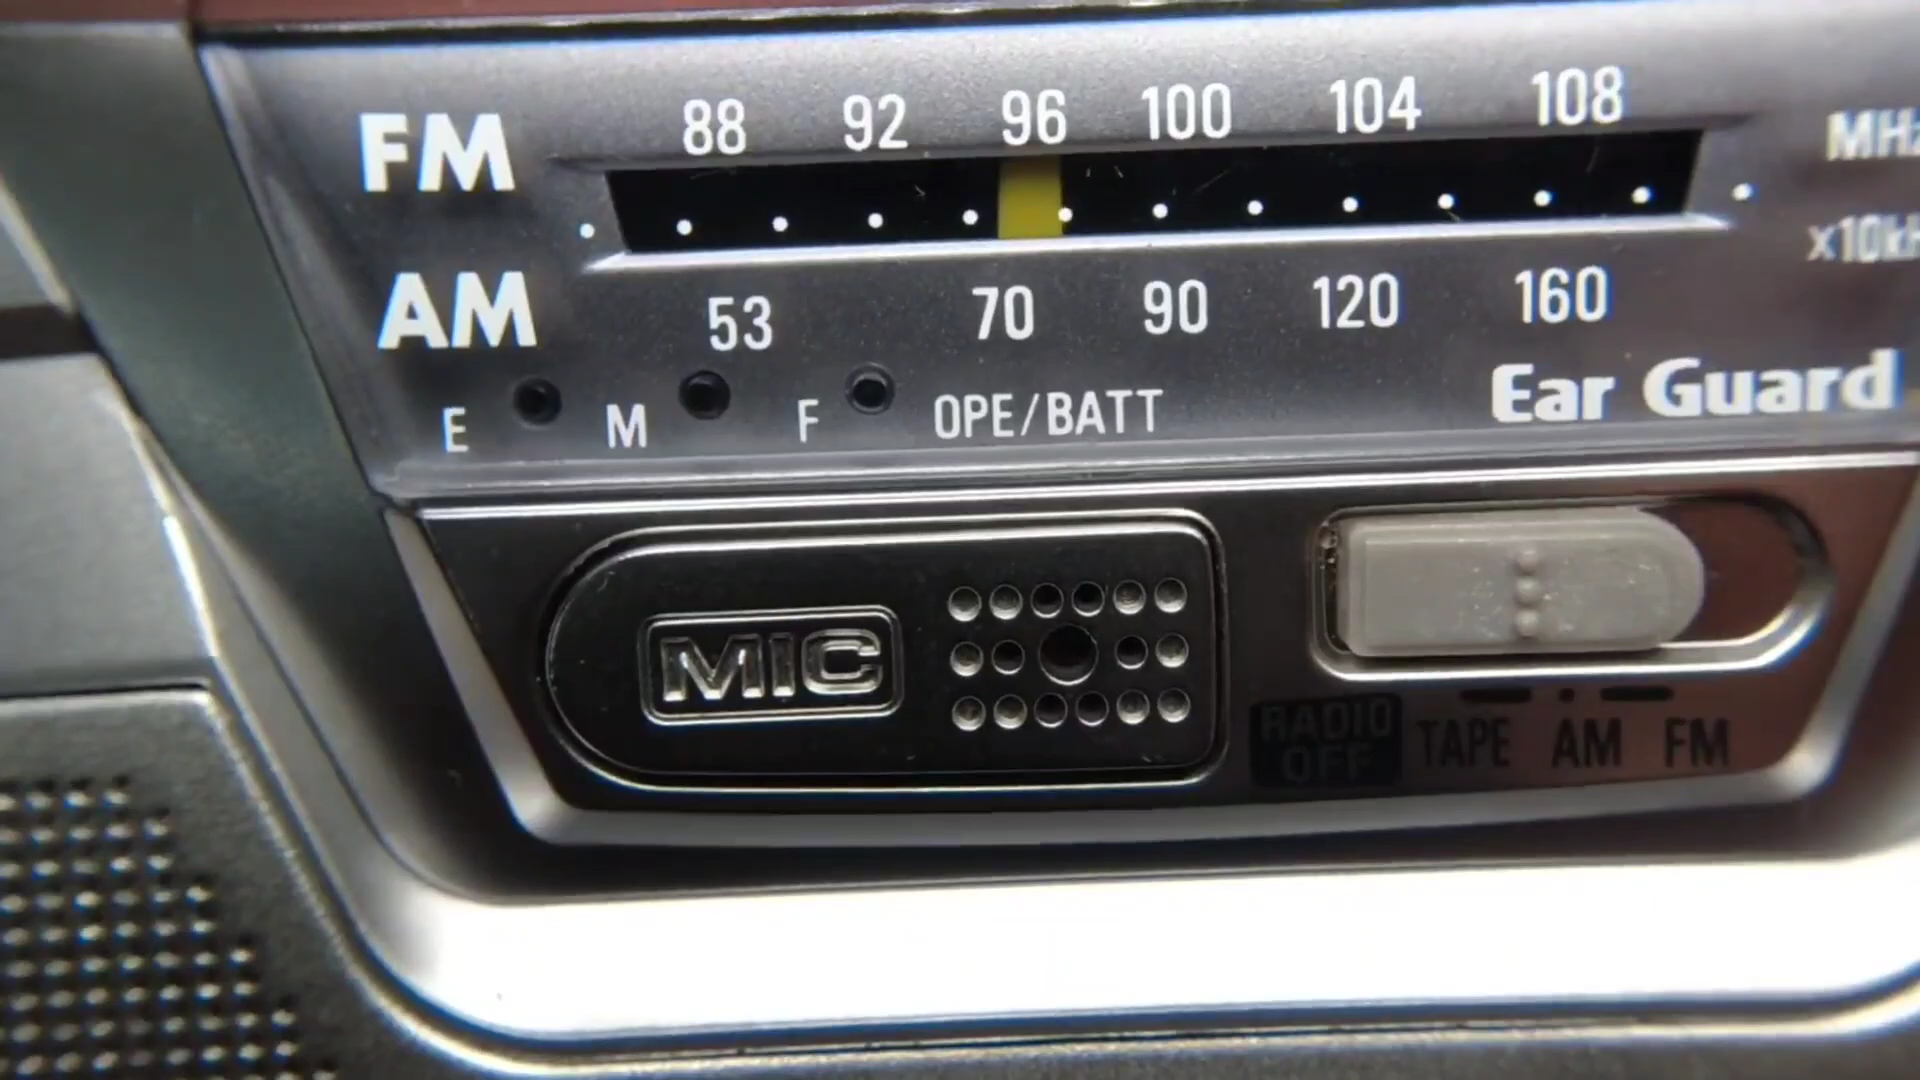 FM 88 92 96 100 104 108 MHz
AM 53 70 90 120 160 x10kH
E M F OPE/BATT Ear Guard
MIC
RADIO OFF TAPE AM FM